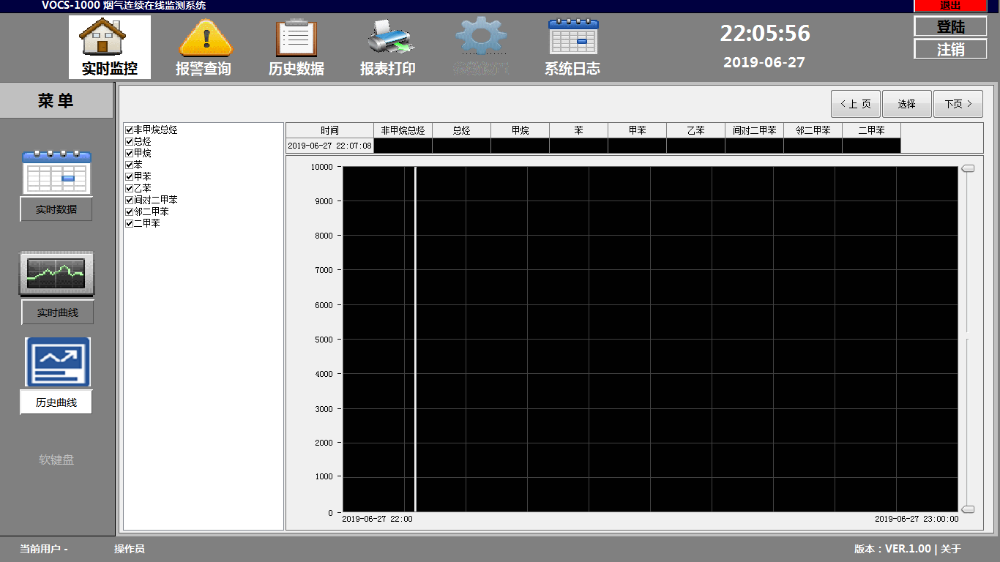 VOCS-1000 烟气连续在线监测系统
退出
实时监控
报警查询
历史数据
报表打印
系统日志
22:05:56
2019-06-27
登陆
注销
菜 单
实时数据
实时曲线
历史曲线
软键盘
< 上 页
选择
下页 >
非甲烷总烃
总烃
甲烷
苯
甲苯
乙苯
间对二甲苯
邻二甲苯
二甲苯
时间 非甲烷总烃 总烃 甲烷 苯 甲苯 乙苯 间对二甲苯 邻二甲苯 二甲苯
2019-06-27 22:07:08
10000
9000
8000
7000
6000
5000
4000
3000
2000
1000
0
2019-06-27 22:00
2019-06-27 23:00:00
当前用户 -
操作员
版本：VER.1.00 | 关于